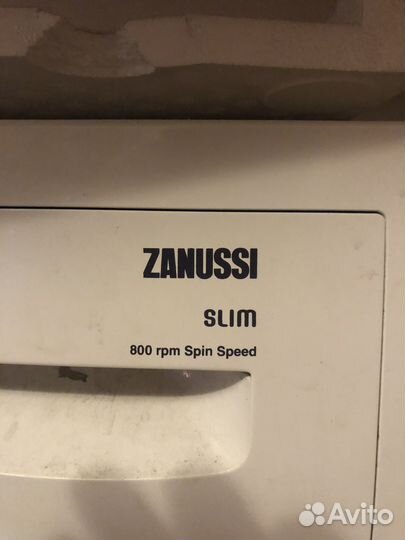 ZANUSSI
SLIM
800 rpm Spin Speed
Avito